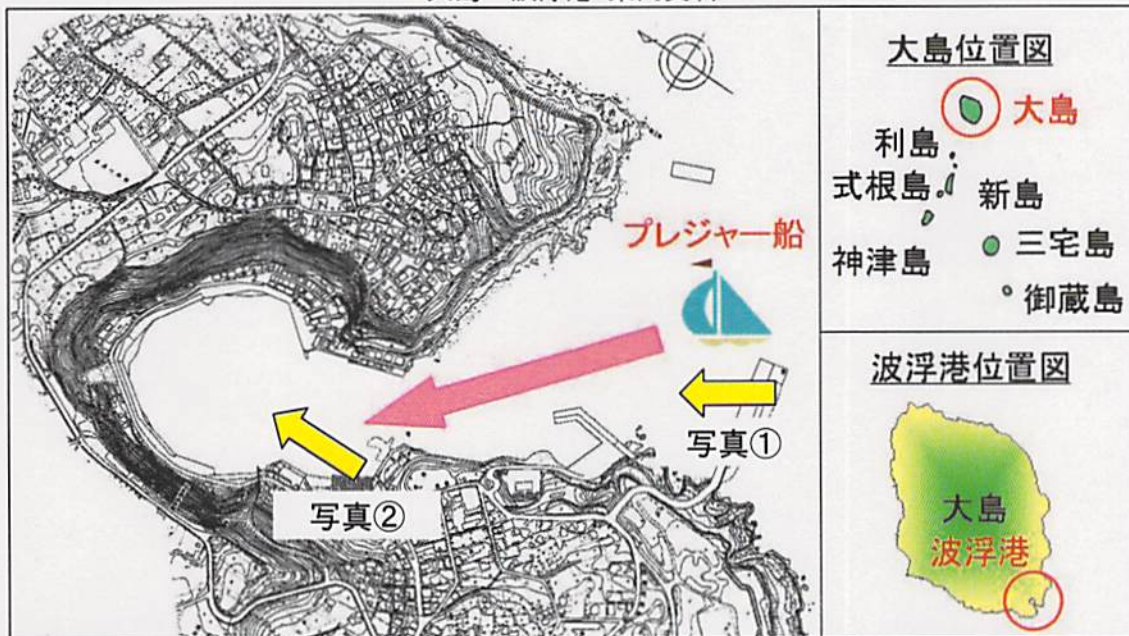 プレジャー船
写真①
写真②
大島位置図
大島
利島
式根島
新島
神津島
三宅島
御蔵島
波浮港位置図
大島
波浮港